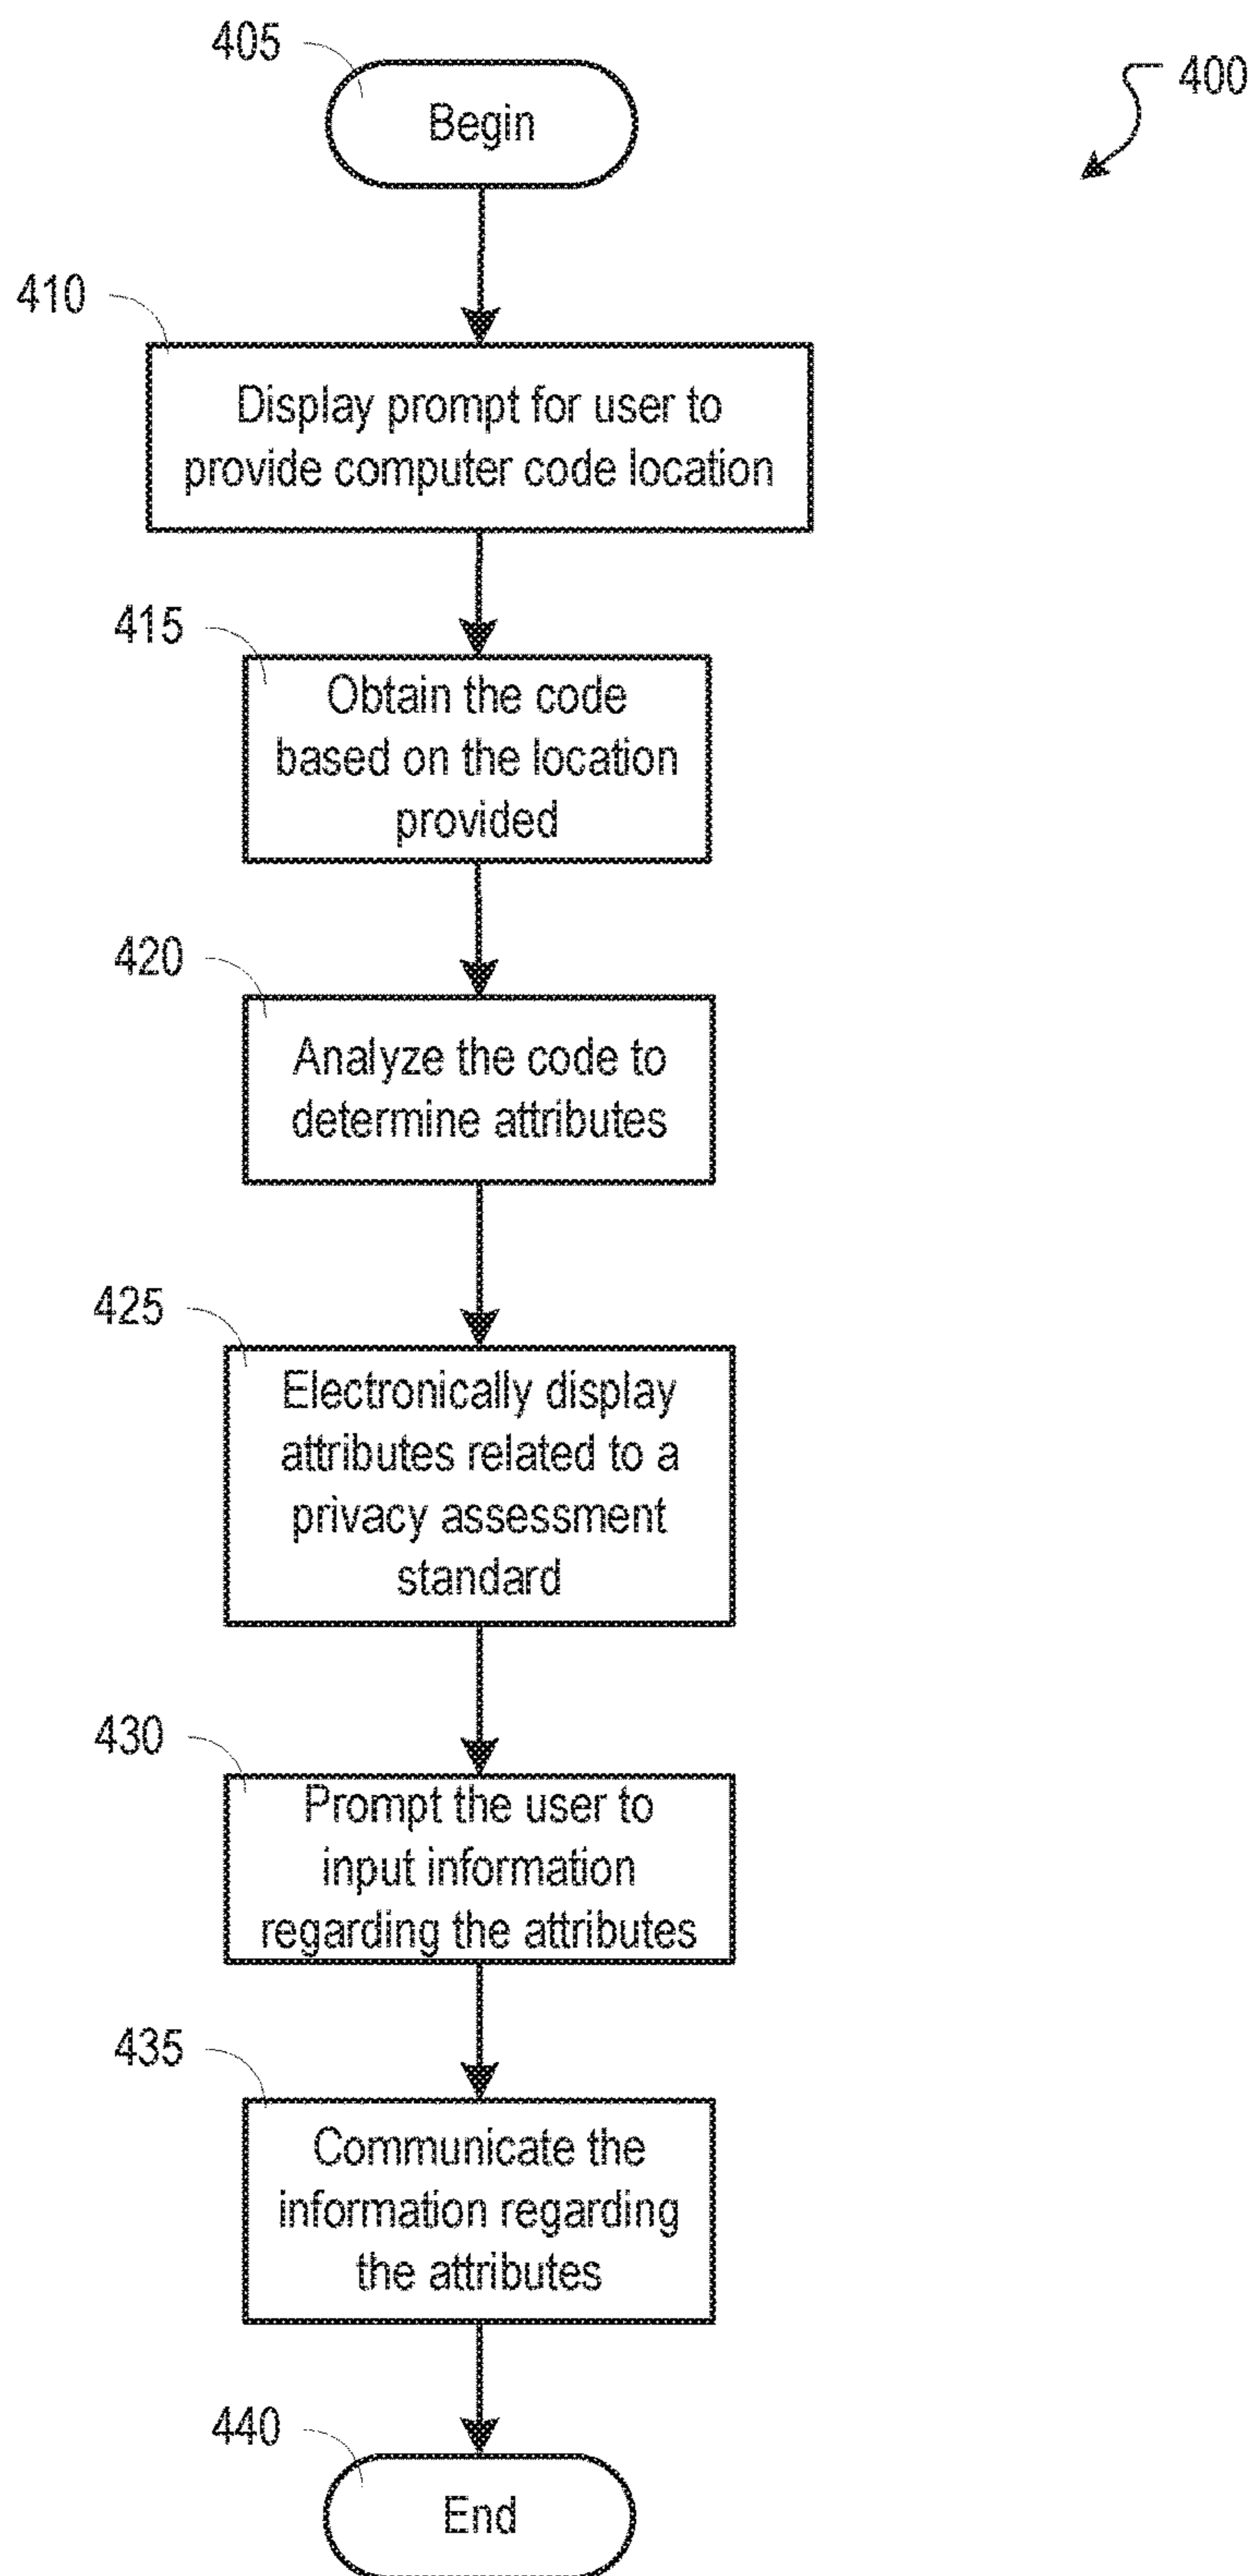 405
Begin
400
410
Display prompt for user to
provide computer code location
415
Obtain the code
based on the location
provided
420
Analyze the code to
determine attributes
425
Electronically display
attributes related to a
privacy assessment
standard
430
Prompt the user to
input information
regarding the attributes
435
Communicate the
information regarding
the attributes
440
End